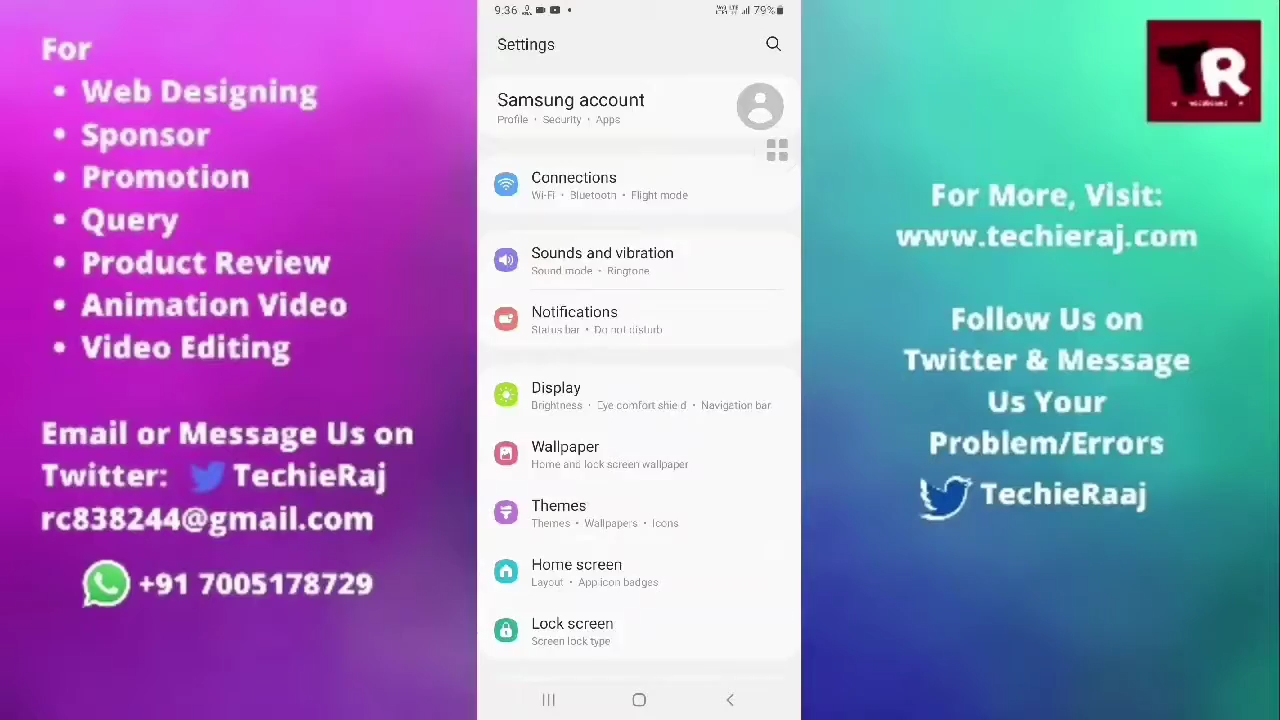 For
• Web Designing
• Sponsor
• Promotion
• Query
• Product Review
• Animation Video
• Video Editing
Email or Message Us on
Twitter: TechieRaj
rc838244@gmail.com
+91 7005178729
9:36
79%
Settings
Samsung account
Profile • Security • Apps
Connections
Wi-Fi • Bluetooth • Flight mode
Sounds and vibration
Sound mode • Ringtone
Notifications
Status bar • Do not disturb
Display
Brightness • Eye comfort shield • Navigation bar
Wallpaper
Home and lock screen wallpaper
Themes
Themes • Wallpapers • Icons
Home screen
Layout • App icon badges
Lock screen
Screen lock type
TR
For More, Visit:
www.techieraj.com
Follow Us on
Twitter & Message
Us Your
Problem/Errors
TechieRaaj